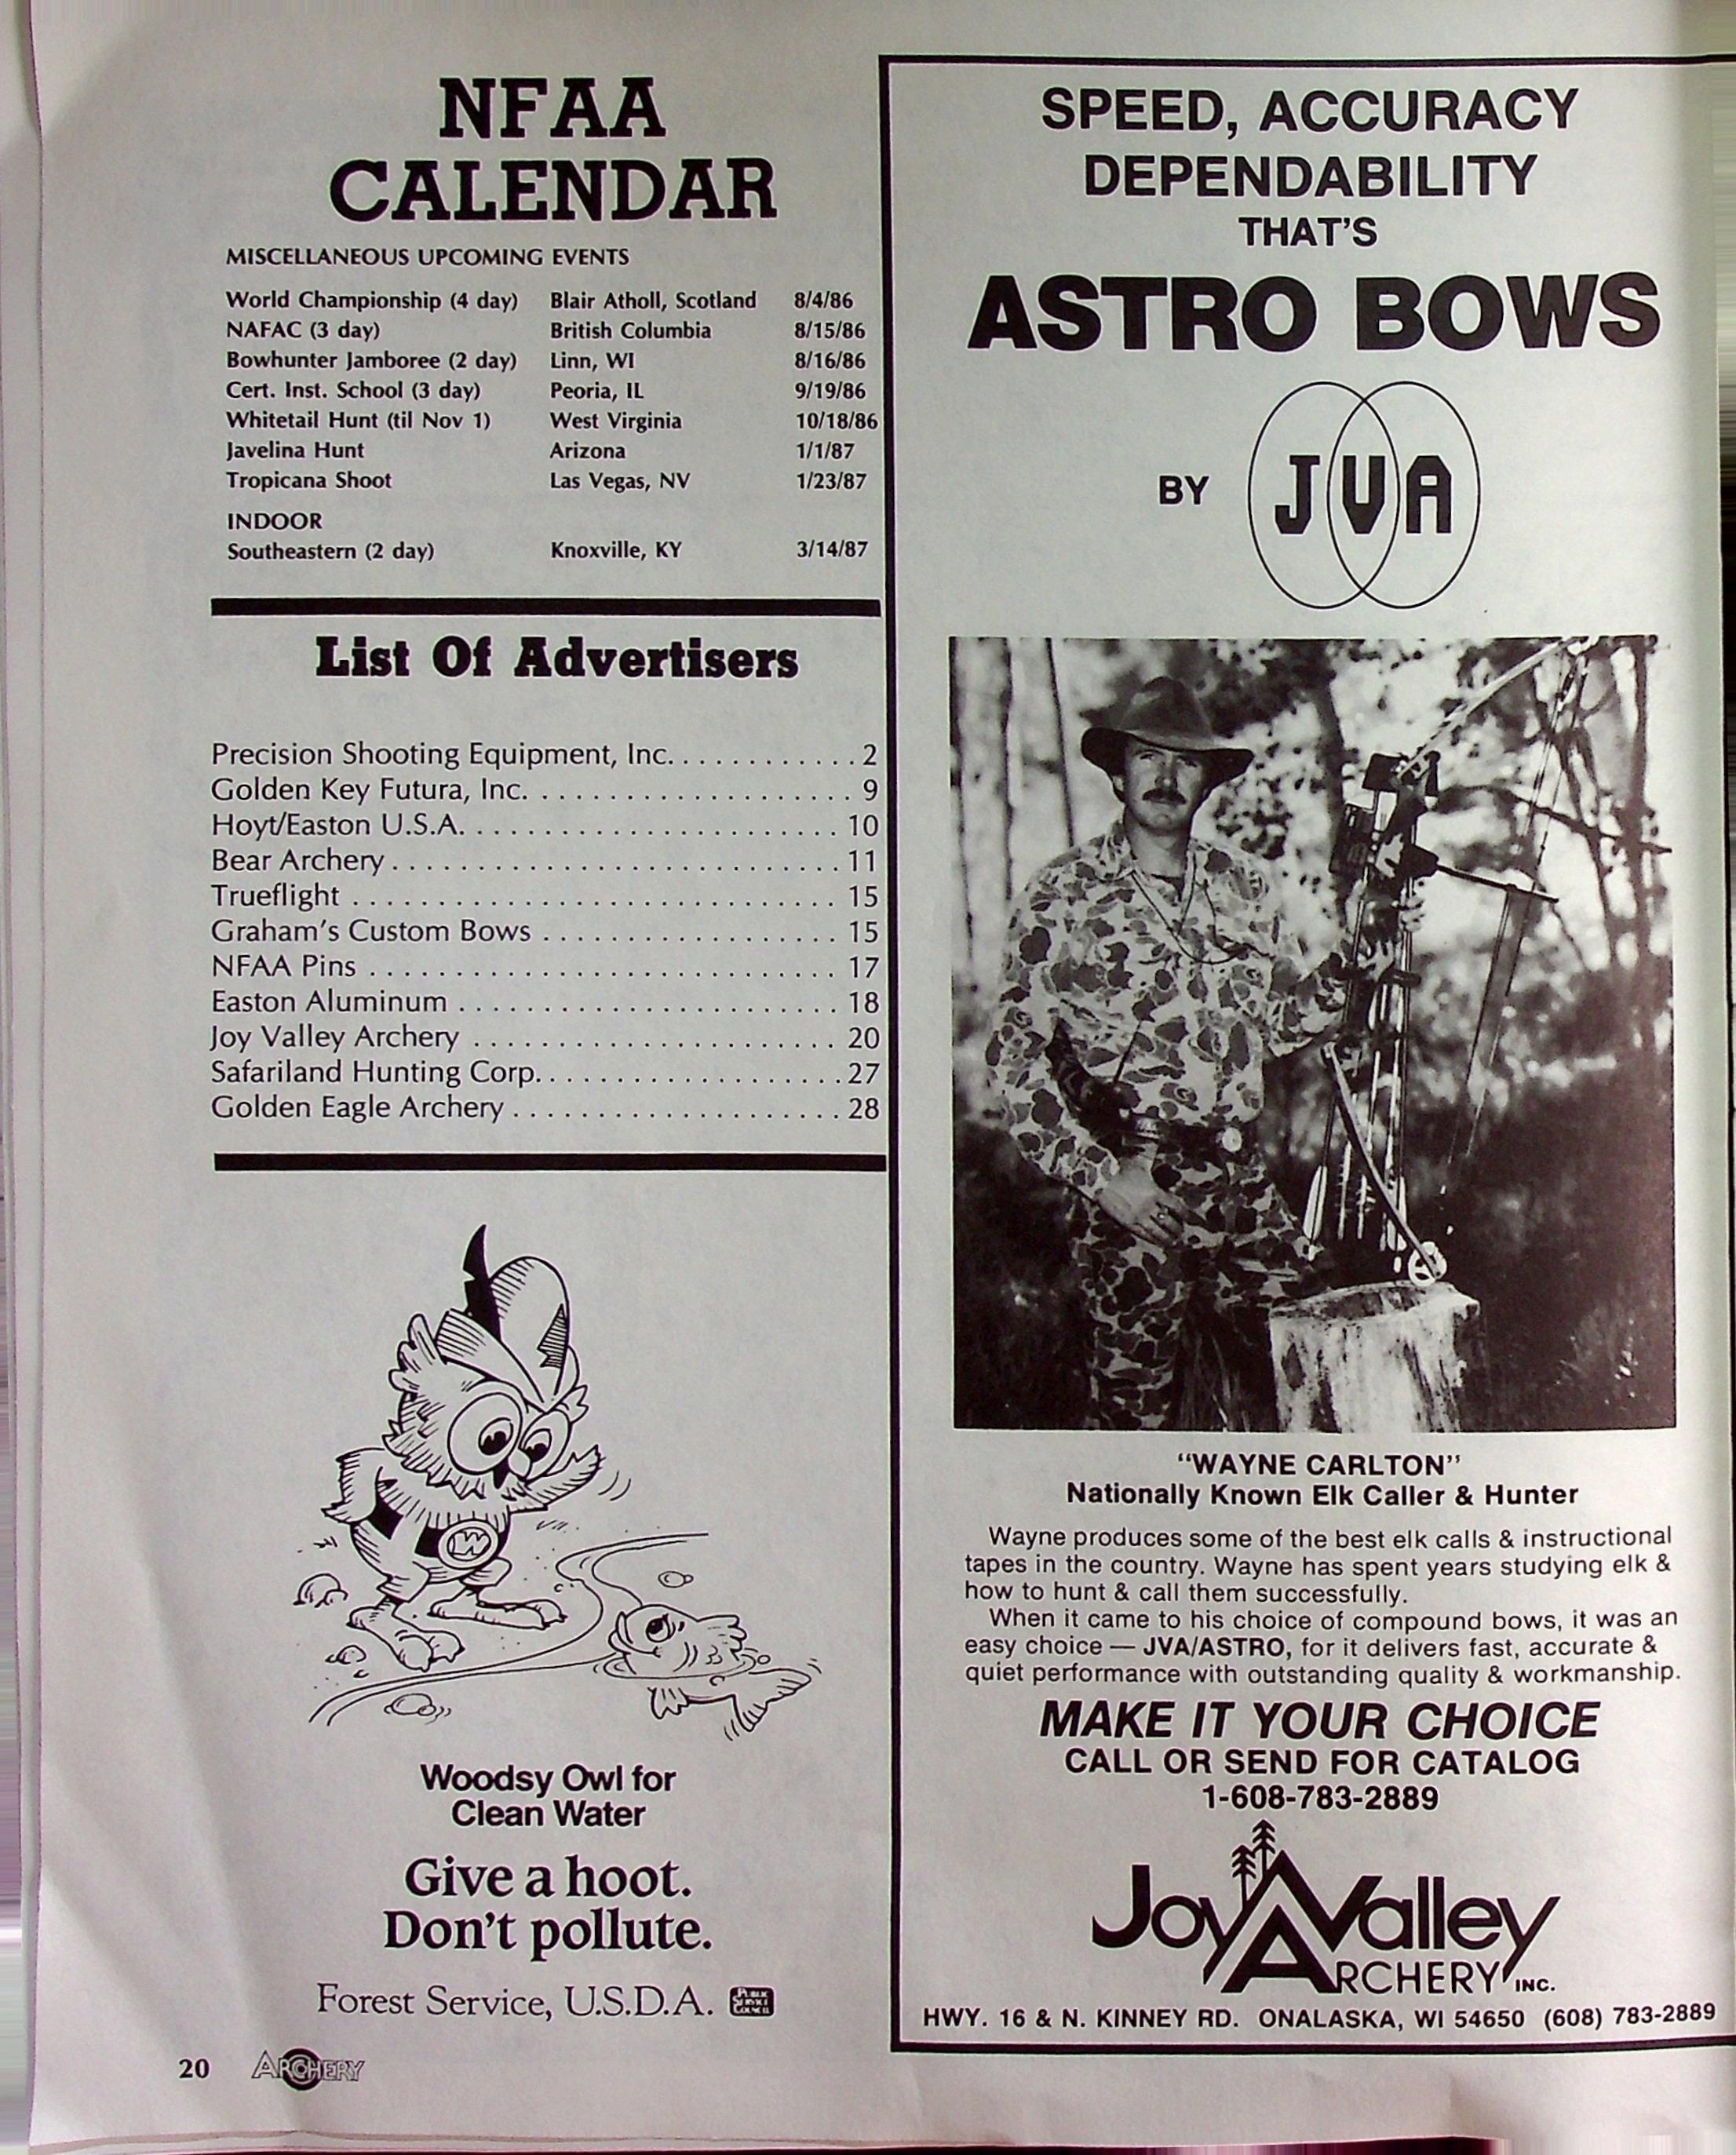 NFAA
CALENDAR
MISCELLANEOUS UPCOMING EVENTS
World Championship (4 day) Blair Atholl, Scotland 8/4/86
NAFAC (3 day) British Columbia 8/15/86
Bowhunter Jamboree (2 day) Linn, WI 8/16/86
Cert. Inst. School (3 day) Peoria, IL 9/19/86
Whitetail Hunt (til Nov 1) West Virginia 10/18/86
Javelina Hunt Arizona 1/1/87
Tropicana Shoot Las Vegas, NV 1/23/87
INDOOR
Southeastern (2 day) Knoxville, KY 3/14/87
List Of Advertisers
Precision Shooting Equipment, Inc. . . . . . . . . . . . 2
Golden Key Futura, Inc. . . . . . . . . . . . . . . . . . . . 9
Hoyt/Easton U.S.A. . . . . . . . . . . . . . . . . . . . . . . 10
Bear Archery . . . . . . . . . . . . . . . . . . . . . . . . . . . 11
Trueflight . . . . . . . . . . . . . . . . . . . . . . . . . . . . . 15
Graham's Custom Bows . . . . . . . . . . . . . . . . . . 15
NFAA Pins . . . . . . . . . . . . . . . . . . . . . . . . . . . . 17
Easton Aluminum . . . . . . . . . . . . . . . . . . . . . . . 18
Joy Valley Archery . . . . . . . . . . . . . . . . . . . . . . 20
Safariland Hunting Corp. . . . . . . . . . . . . . . . . . . 27
Golden Eagle Archery . . . . . . . . . . . . . . . . . . . . 28
W
Woodsy Owl for
Clean Water
Give a hoot.
Don't pollute.
Forest Service, U.S.D.A.
PUBLIC
SERVICE
COUNCIL
20 ARCHERY
SPEED, ACCURACY
DEPENDABILITY
THAT'S
ASTRO BOWS
BY JVA
"WAYNE CARLTON"
Nationally Known Elk Caller & Hunter
Wayne produces some of the best elk calls & instructional
tapes in the country. Wayne has spent years studying elk &
how to hunt & call them successfully.
When it came to his choice of compound bows, it was an
easy choice — JVA/ASTRO, for it delivers fast, accurate &
quiet performance with outstanding quality & workmanship.
MAKE IT YOUR CHOICE
CALL OR SEND FOR CATALOG
1-608-783-2889
Joy Valley
ARCHERY INC.
HWY. 16 & N. KINNEY RD. ONALASKA, WI 54650 (608) 783-2889